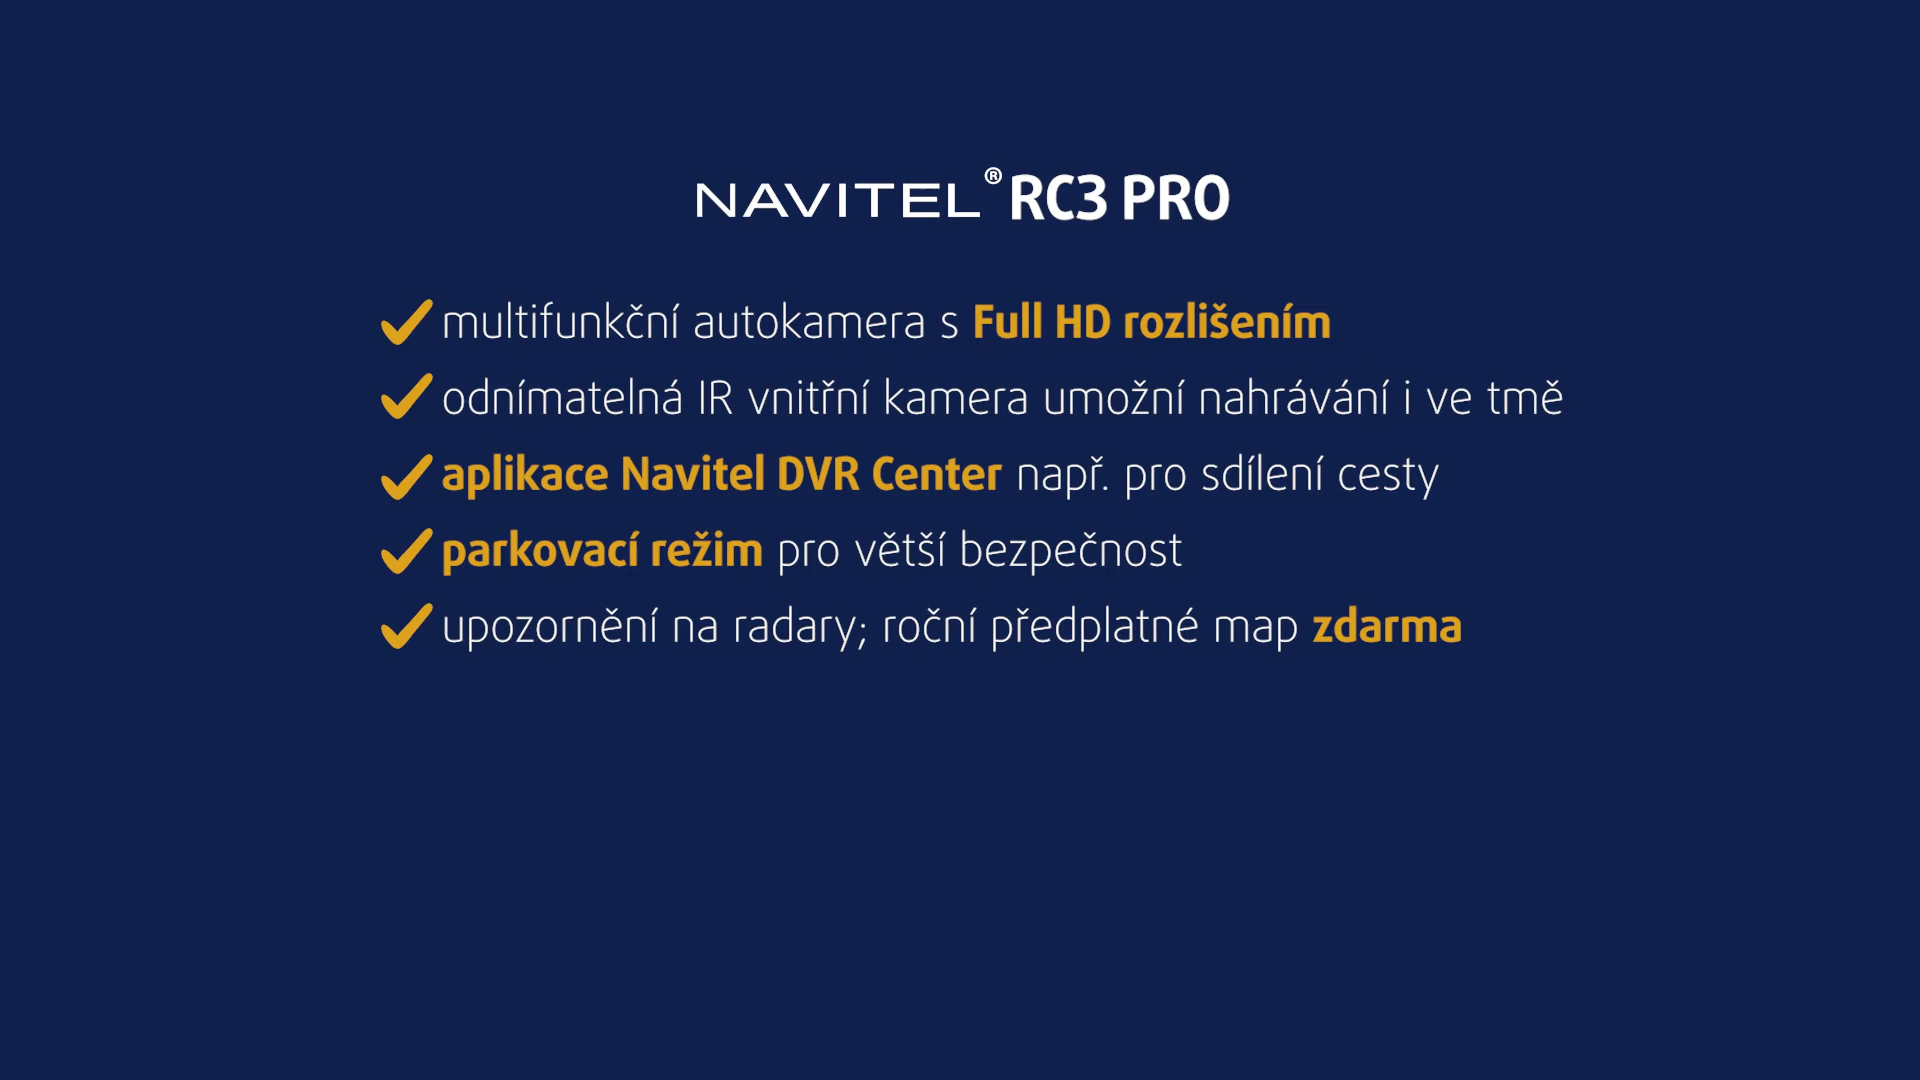 NAVITEL® RC3 PRO
multifunkční autokamera s Full HD rozlišením
odnímatelná IR vnitřní kamera umožní nahrávání i ve tmě
aplikace Navitel DVR Center např. pro sdílení cesty
parkovací režim pro větší bezpečnost
upozornění na radary; roční předplatné map zdarma